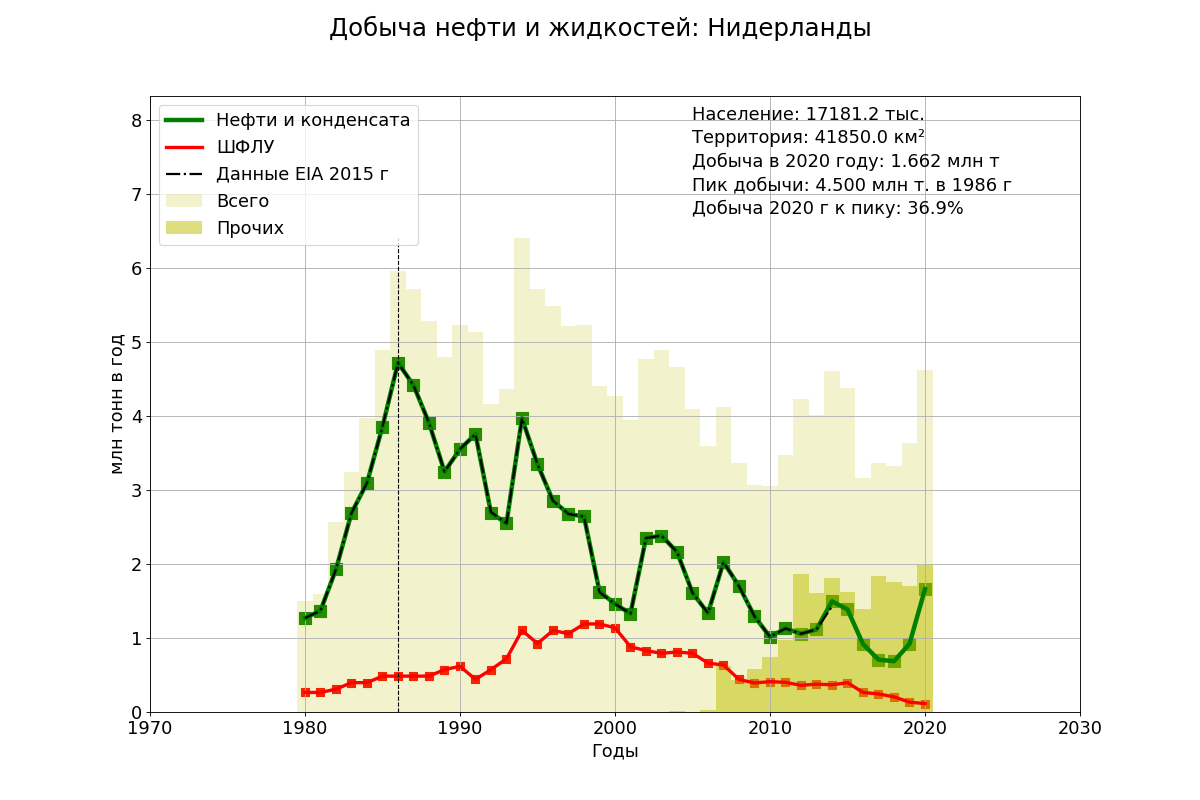 Добыча нефти и жидкостей: Нидерланды
Нефти и конденсата
ШФЛУ
Данные EIA 2015 г
Всего
Прочих
Население: 17181.2 тыс.
Территория: 41850.0 км²
Добыча в 2020 году: 1.662 млн т
Пик добычи: 4.500 млн т. в 1986 г
Добыча 2020 г к пику: 36.9%
млн тонн в год
8
7
6
5
4
3
2
1
0
1970 1980 1990 2000 2010 2020 2030
Годы